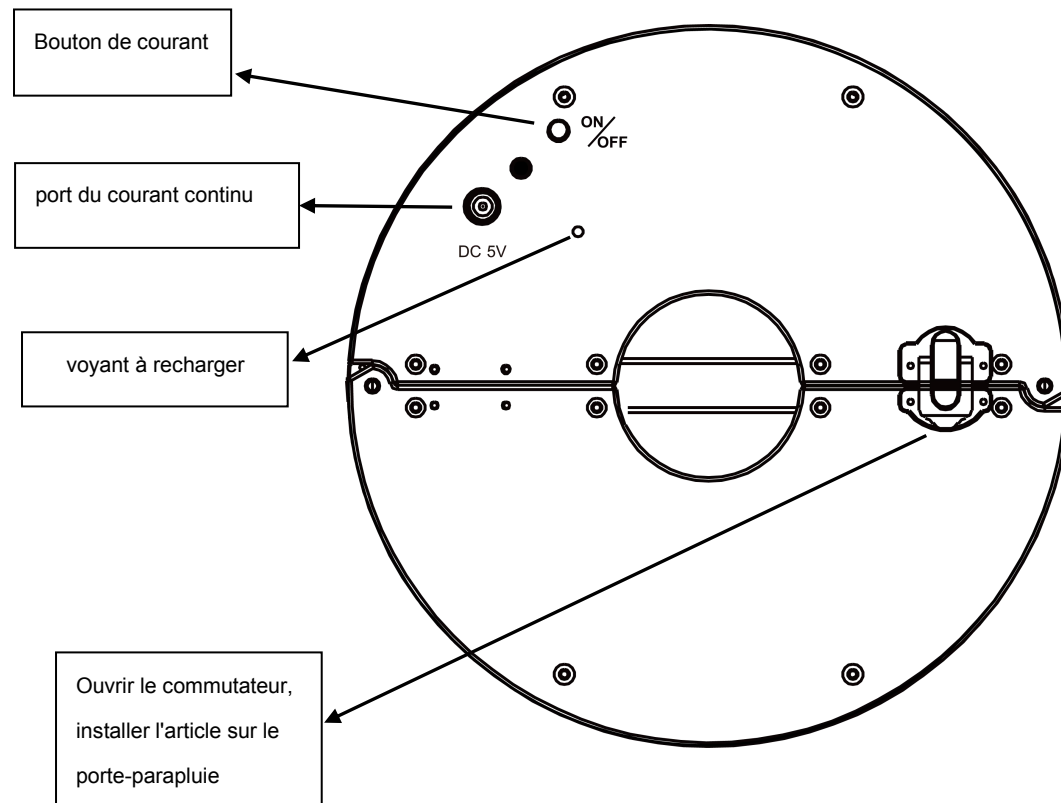 Bouton de courant
ON/OFF
port du courant continu
DC 5V
voyant à recharger
Ouvrir le commutateur,
installer l'article sur le
porte-parapluie